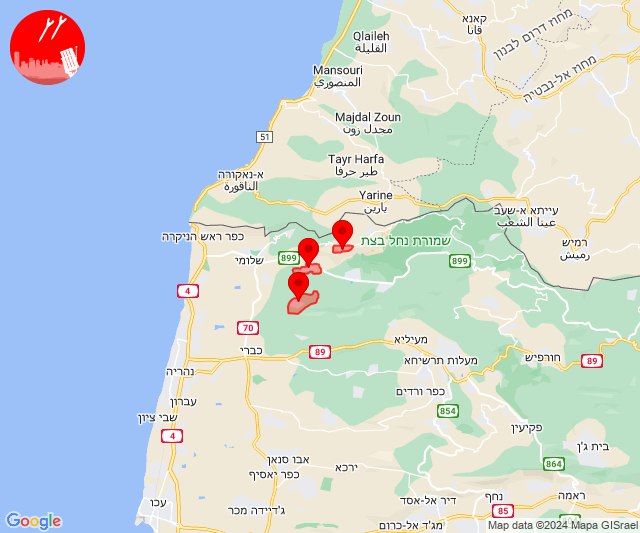 מחוז דרום לבנון
קאנא
قانا
Qlaileh
القليلة
מחוז אל-נבטיה
Mansouri
المنصوري
Majdal Zoun
مجدل زون
51
Tayr Harfa
طير حرفا
א-נאקורה
الناقورة
Yarine
يارين
עייתא א-שעב
عيتا الشعب
רמיש
رميش
כפר ראש הניקרה
שמורת נחל בצת
899
שלומי
899
4
70
כברי
89
מעיליא
מעלות תרשיחא
חורפיש
89
נהריה
כפר ורדים
עברון
854
שבי ציון
פקיעין
4
בית ג'ן
אבו סנאן
ירכא
864
כפר יאסיף
ראמה
נחף
דיר אל-אסד
עכו
ג'דיידה מכר
85
מג'ד אל-כרום
Google
Map data ©2024 Mapa GISrael